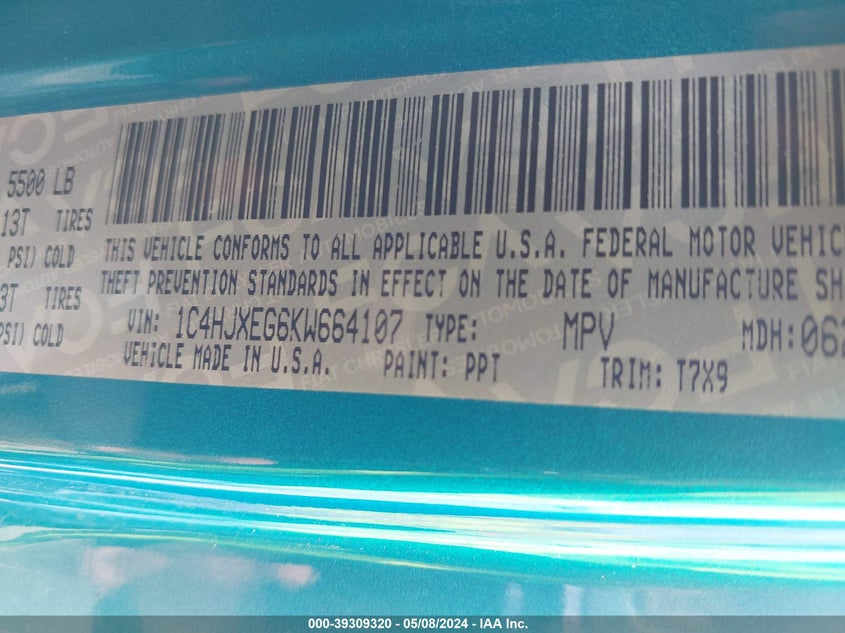 5500 LB
13T TIRES
PSI) COLD
3T TIRES
PSI) COLD
THIS VEHICLE CONFORMS TO ALL APPLICABLE U.S.A. FEDERAL MOTOR VEHIC
THEFT PREVENTION STANDARDS IN EFFECT ON THE DATE OF MANUFACTURE SH
VIN: 1C4HJXEG6KW664107 TYPE: MPV MDH:062
VEHICLE MADE IN U.S.A. PAINT: PPT TRIM: T7X9
000-39309320 / 05/08/2024 - IAA Inc.